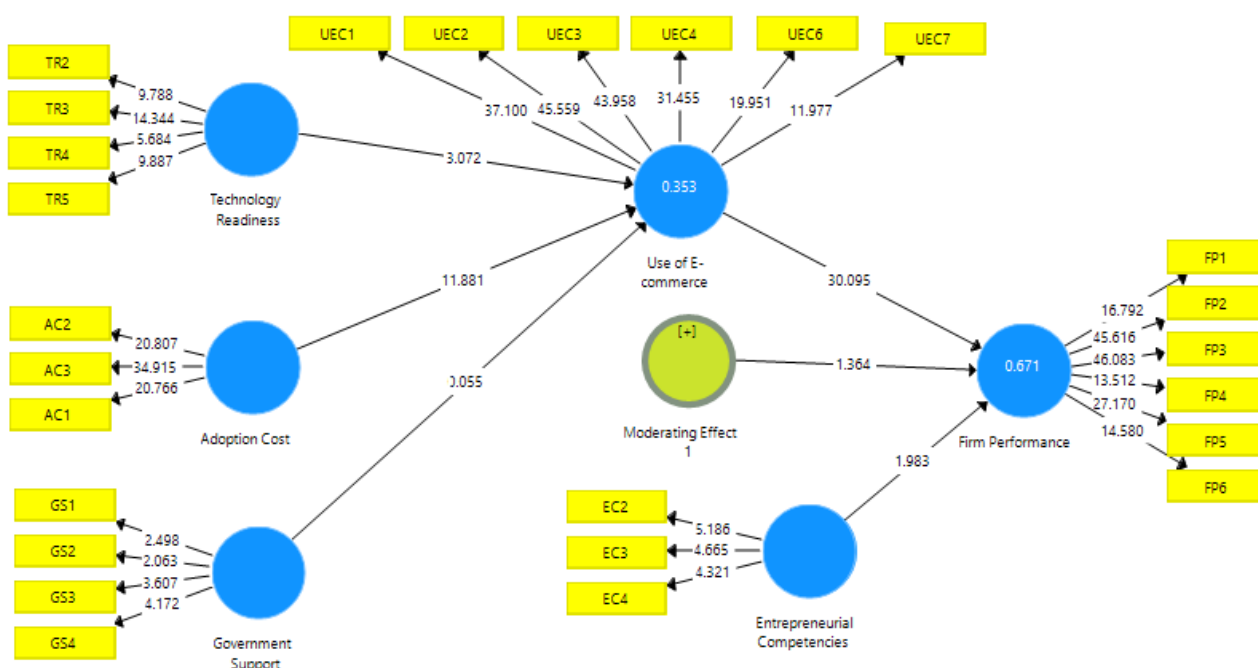 UEC1
UEC2
UEC3
UEC4
UEC6
UEC7
TR2
TR3
TR4
TR5
9.788
14.344
5.684
9.887
37.100
45.559
43.958
31.455
19.951
11.977
Technology
Readiness
3.072
0.353
Use of E-
commerce
AC2
AC3
AC1
20.807
34.915
20.766
Adoption Cost
11.881
30.095
[+]
Moderating Effect
1
1.364
0.671
Firm Performance
FP1
FP2
FP3
FP4
FP5
FP6
16.792
45.616
46.083
13.512
27.170
14.580
GS1
GS2
GS3
GS4
2.498
2.063
3.607
4.172
Government
Support
0.055
EC2
EC3
EC4
5.186
4.665
4.321
Entrepreneurial
Competencies
1.983